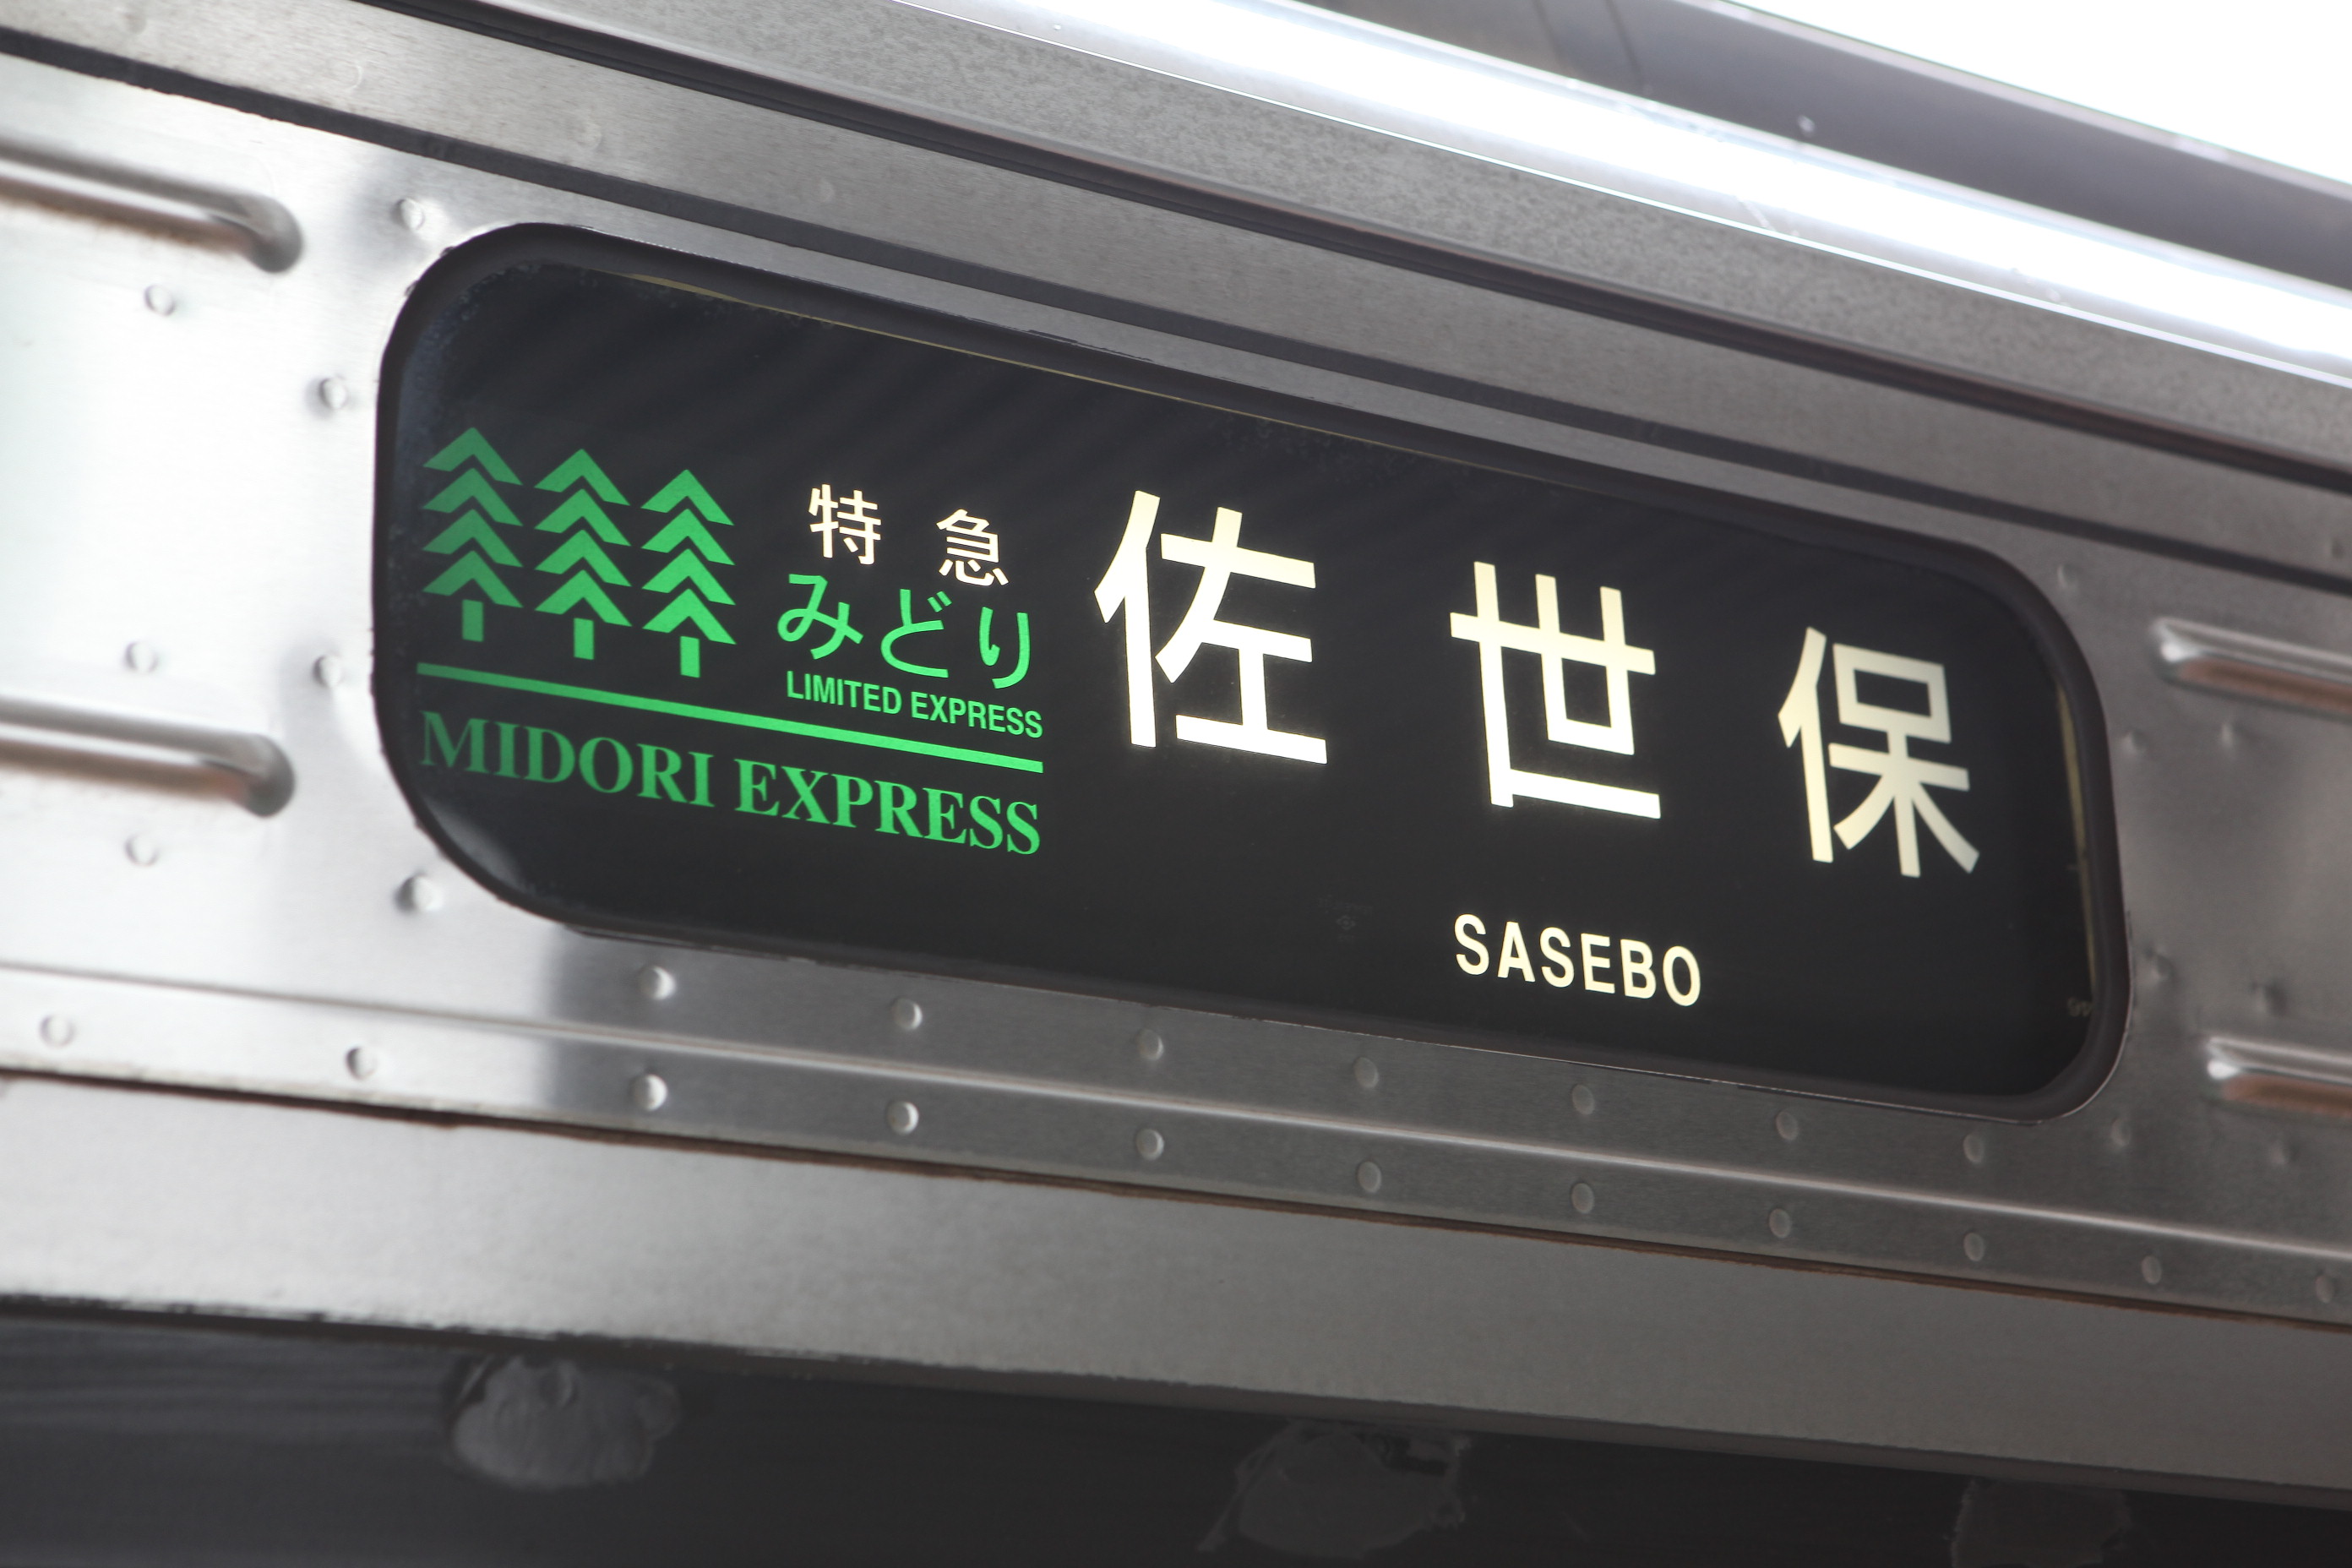 特急
みどり
LIMITED EXPRESS
MIDORI EXPRESS
佐世保
SASEBO